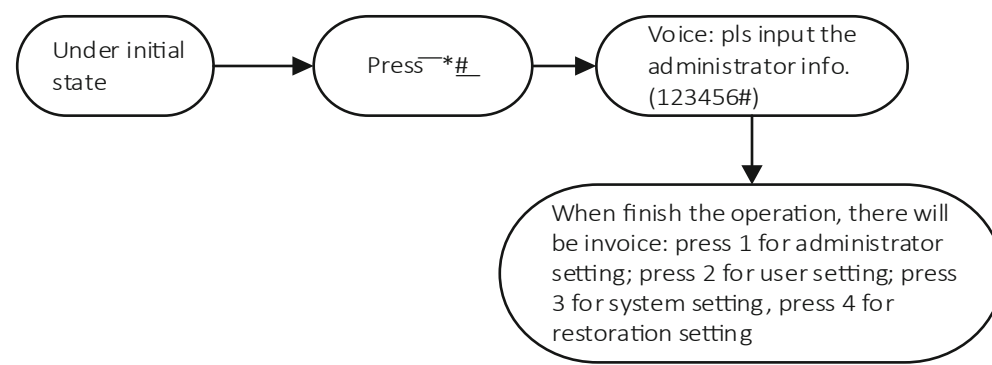 Under initial
state
Press *#
Voice: pls input the
administrator info.
(123456#)
When finish the operation, there will
be invoice: press 1 for administrator
setting; press 2 for user setting; press
3 for system setting, press 4 for
restoration setting